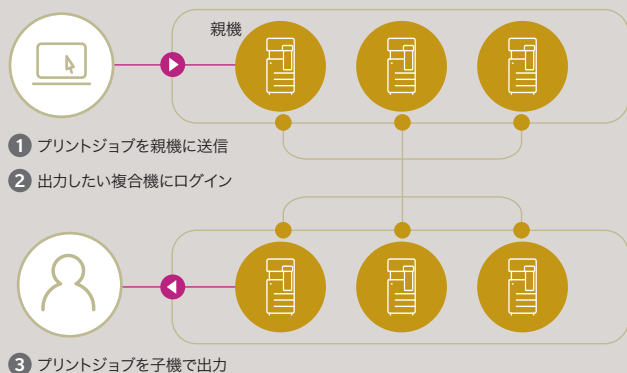 親機
1 プリントジョブを親機に送信
2 出力したい複合機にログイン
3 プリントジョブを子機で出力